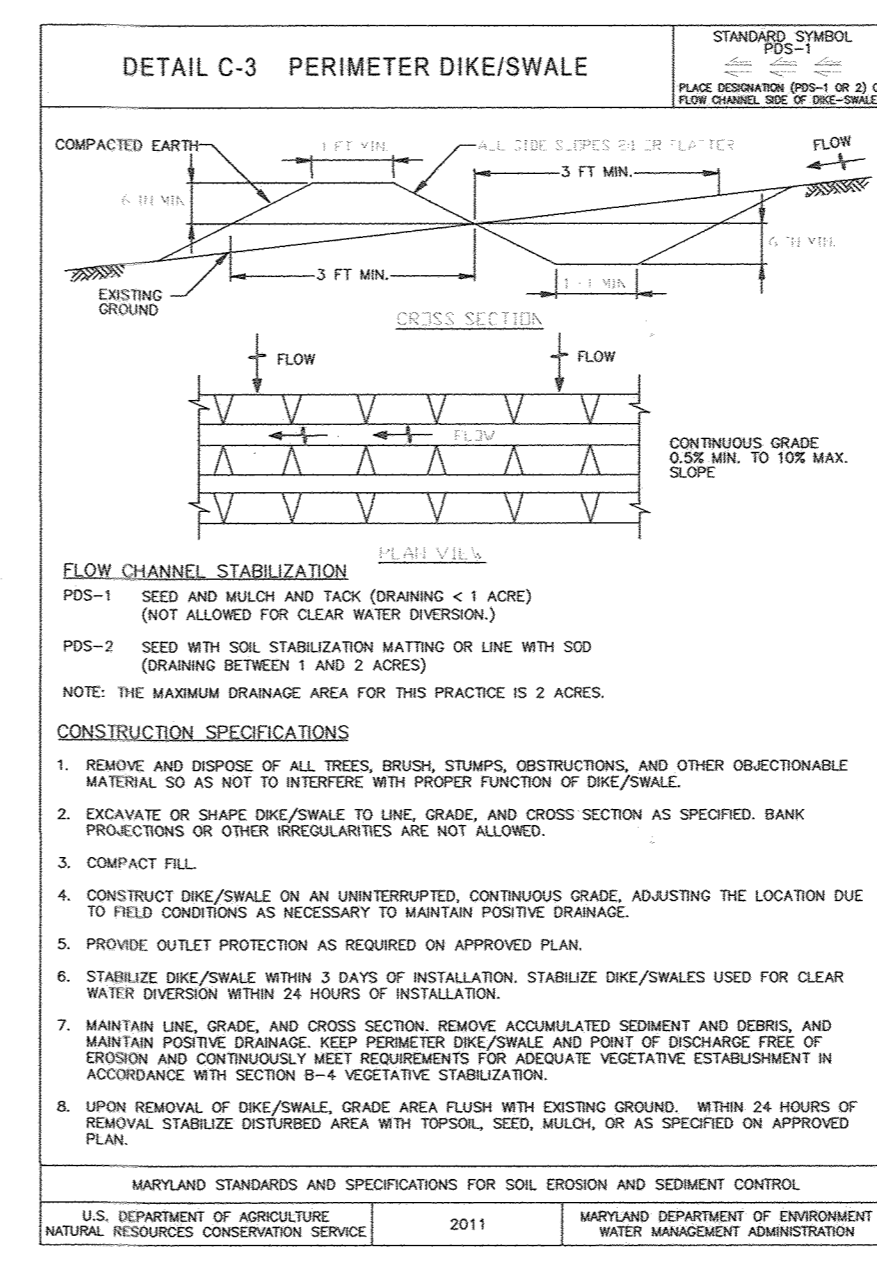 DETAIL C-3 PERIMETER DIKE/SWALE
STANDARD SYMBOL
PDS-1
PLACE DESIGNATION (PDS-1 OR 2)
FLOW CHANNEL SIDE OF DIKE-SWALE
COMPACTED EARTH
1 FT MIN.
ALL SIDE SLOPES 2:1 OR FLATTER
FLOW
3 FT MIN.
6 IN MIN.
6 IN MIN.
3 FT MIN.
EXISTING
GROUND
1 FT MIN.
CROSS SECTION
FLOW
FLOW
FLOW
CONTINUOUS GRADE
0.5% MIN. TO 10% MAX.
SLOPE
PLAN VIEW
FLOW CHANNEL STABILIZATION
PDS-1 SEED AND MULCH AND TACK (DRAINING < 1 ACRE)
(NOT ALLOWED FOR CLEAR WATER DIVERSION.)
PDS-2 SEED WITH SOIL STABILIZATION MATTING OR LINE WITH SOD
(DRAINING BETWEEN 1 AND 2 ACRES)
NOTE: THE MAXIMUM DRAINAGE AREA FOR THIS PRACTICE IS 2 ACRES.
CONSTRUCTION SPECIFICATIONS
1. REMOVE AND DISPOSE OF ALL TREES, BRUSH, STUMPS, OBSTRUCTIONS, AND OTHER OBJECTIONABLE
MATERIAL SO AS NOT TO INTERFERE WITH PROPER FUNCTION OF DIKE/SWALE.
2. EXCAVATE OR SHAPE DIKE/SWALE TO LINE, GRADE, AND CROSS SECTION AS SPECIFIED. BANK
PROJECTIONS OR OTHER IRREGULARITIES ARE NOT ALLOWED.
3. COMPACT FILL.
4. CONSTRUCT DIKE/SWALE ON AN UNINTERRUPTED, CONTINUOUS GRADE, ADJUSTING THE LOCATION DUE
TO FIELD CONDITIONS AS NECESSARY TO MAINTAIN POSITIVE DRAINAGE.
5. PROVIDE OUTLET PROTECTION AS REQUIRED ON APPROVED PLAN.
6. STABILIZE DIKE/SWALE WITHIN 3 DAYS OF INSTALLATION. STABILIZE DIKE/SWALES USED FOR CLEAR
WATER DIVERSION WITHIN 24 HOURS OF INSTALLATION.
7. MAINTAIN LINE, GRADE, AND CROSS SECTION. REMOVE ACCUMULATED SEDIMENT AND DEBRIS, AND
MAINTAIN POSITIVE DRAINAGE. KEEP PERIMETER DIKE/SWALE AND POINT OF DISCHARGE FREE OF
EROSION AND CONTINUOUSLY MEET REQUIREMENTS FOR ADEQUATE VEGETATIVE ESTABLISHMENT IN
ACCORDANCE WITH SECTION B-4 VEGETATIVE STABILIZATION.
8. UPON REMOVAL OF DIKE/SWALE, GRADE AREA FLUSH WITH EXISTING GROUND. WITHIN 24 HOURS OF
REMOVAL STABILIZE DISTURBED AREA WITH TOPSOIL, SEED, MULCH, OR AS SPECIFIED ON APPROVED
PLAN.
MARYLAND STANDARDS AND SPECIFICATIONS FOR SOIL EROSION AND SEDIMENT CONTROL
U.S. DEPARTMENT OF AGRICULTURE
NATURAL RESOURCES CONSERVATION SERVICE
2011
MARYLAND DEPARTMENT OF ENVIRONMENT
WATER MANAGEMENT ADMINISTRATION